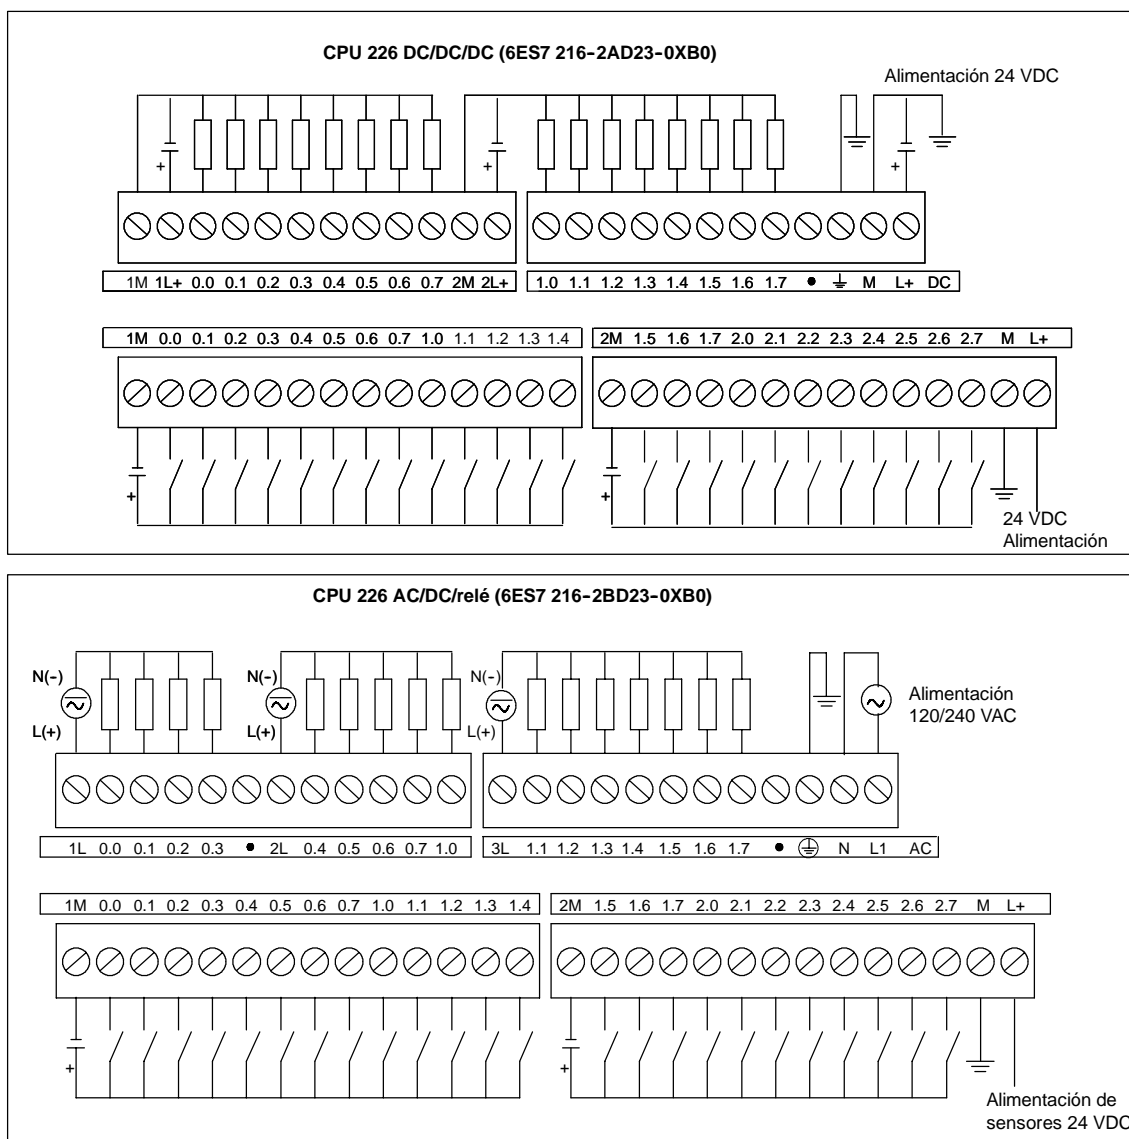 CPU 226 DC/DC/DC (6ES7 216-2AD23-0XB0)
Alimentación 24 VDC
+ + +
1M 1L+ 0.0 0.1 0.2 0.3 0.4 0.5 0.6 0.7 2M 2L+ 1.0 1.1 1.2 1.3 1.4 1.5 1.6 1.7 • ⏚ M L+ DC
1M 0.0 0.1 0.2 0.3 0.4 0.5 0.6 0.7 1.0 1.1 1.2 1.3 1.4 2M 1.5 1.6 1.7 2.0 2.1 2.2 2.3 2.4 2.5 2.6 2.7 M L+
+ +
24 VDC
Alimentación
CPU 226 AC/DC/relé (6ES7 216-2BD23-0XB0)
N(-) N(-) N(-)
Alimentación
120/240 VAC
L(+) L(+) L(+)
1L 0.0 0.1 0.2 0.3 • 2L 0.4 0.5 0.6 0.7 1.0 3L 1.1 1.2 1.3 1.4 1.5 1.6 1.7 • ⏚ N L1 AC
1M 0.0 0.1 0.2 0.3 0.4 0.5 0.6 0.7 1.0 1.1 1.2 1.3 1.4 2M 1.5 1.6 1.7 2.0 2.1 2.2 2.3 2.4 2.5 2.6 2.7 M L+
+ +
Alimentación de
sensores 24 VDC